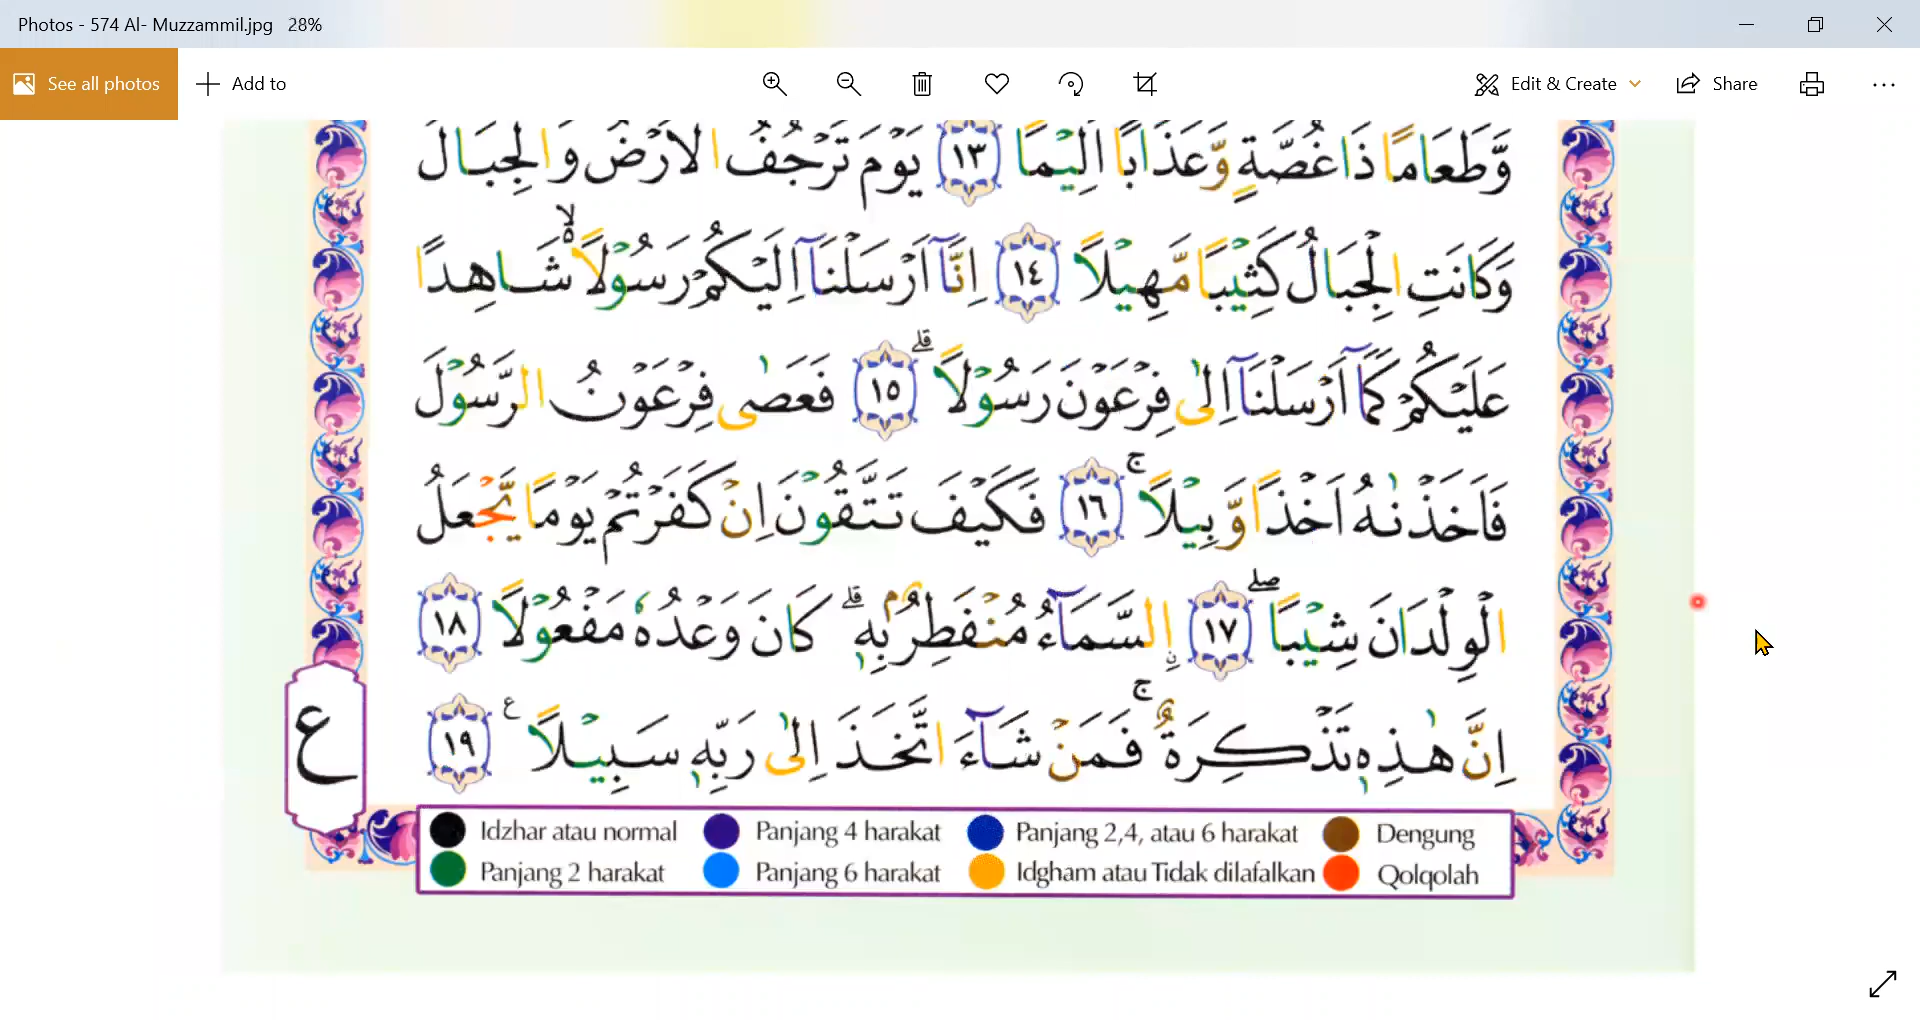 Photos - 574 Al- Muzzammil.jpg 28%
See all photos
Add to
Edit & Create
Share
وَّطَعَامًا ذَا غُصَّةٍ وَّعَذَابًا اَلِيْمًا ١٣ يَوْمَ تَرْجُفُ الْاَرْضُ وَالْجِبَالُ
وَكَانَتِ الْجِبَالُ كَثِيْبًا مَّهِيْلًا ١٤ اِنَّآ اَرْسَلْنَآ اِلَيْكُمْ رَسُوْلًا ەۙ شَاهِدًا
عَلَيْكُمْ كَمَآ اَرْسَلْنَآ اِلٰى فِرْعَوْنَ رَسُوْلًا ۗ ١٥ فَعَصٰى فِرْعَوْنُ الرَّسُوْلَ
فَاَخَذْنٰهُ اَخْذًا وَّبِيْلًا ۚ ١٦ فَكَيْفَ تَتَّقُوْنَ اِنْ كَفَرْتُمْ يَوْمًا يَّجْعَلُ
الْوِلْدَانَ شِيْبًا ۖ ١٧ ۨالسَّمَاۤءُ مُنْفَطِرٌۢ بِهٖ ۗ كَانَ وَعْدُهٗ مَفْعُوْلًا ١٨
اِنَّ هٰذِهٖ تَذْكِرَةٌ ۚ فَمَنْ شَاۤءَ اتَّخَذَ اِلٰى رَبِّهٖ سَبِيْلًا ع ١٩
ع
Idzhar atau normal Panjang 4 harakat Panjang 2,4, atau 6 harakat Dengung
Panjang 2 harakat Panjang 6 harakat Idgham atau Tidak dilafalkan Qolqolah